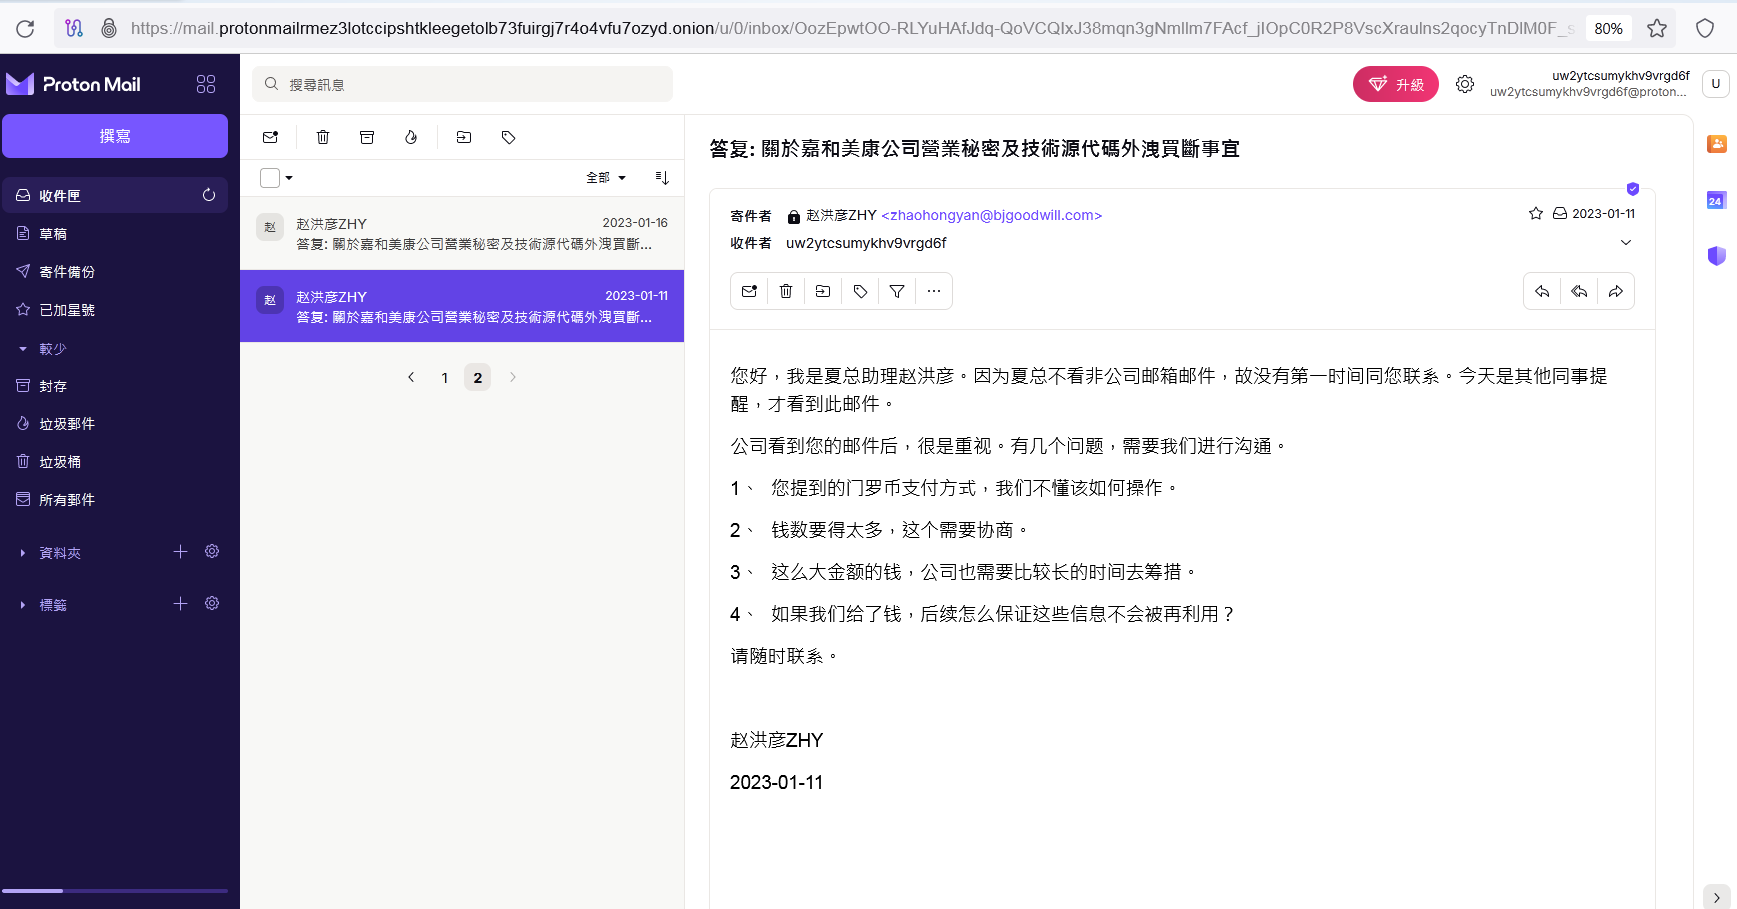 https://mail.protonmailrmez3lotccipshtkleegetolb73fuirgj7r4o4vfu7ozyd.onion/u/0/inbox/OozEpwtOO-RLYuHAfJdq-QoVCQIxJ38mqn3gNmIlm7FAcf_jIOpC0R2P8VscXraulns2qocyTnDIM0F_s
80%
Proton Mail
搜尋訊息
升級
uw2ytcsumykhv9vrgd6f
uw2ytcsumykhv9vrgd6f@proton...
U
撰寫
收件匣
草稿
寄件備份
已加星號
較少
封存
垃圾郵件
垃圾桶
所有郵件
資料夾
標籤
全部
赵
赵洪彦ZHY
2023-01-16
答复: 關於嘉和美康公司營業秘密及技術源代碼外洩買斷...
赵
赵洪彦ZHY
2023-01-11
答复: 關於嘉和美康公司營業秘密及技術源代碼外洩買斷...
1
2
答复: 關於嘉和美康公司營業秘密及技術源代碼外洩買斷事宜
寄件者 赵洪彦ZHY <zhaohongyan@bjgoodwill.com>
2023-01-11
收件者 uw2ytcsumykhv9vrgd6f
您好，我是夏总助理赵洪彦。因为夏总不看非公司邮箱邮件，故没有第一时间同您联系。今天是其他同事提
醒，才看到此邮件。
公司看到您的邮件后，很是重视。有几个问题，需要我们进行沟通。
1、 您提到的门罗币支付方式，我们不懂该如何操作。
2、 钱数要得太多，这个需要协商。
3、 这么大金额的钱，公司也需要比较长的时间去筹措。
4、 如果我们给了钱，后续怎么保证这些信息不会被再利用？
请随时联系。
赵洪彦ZHY
2023-01-11
24